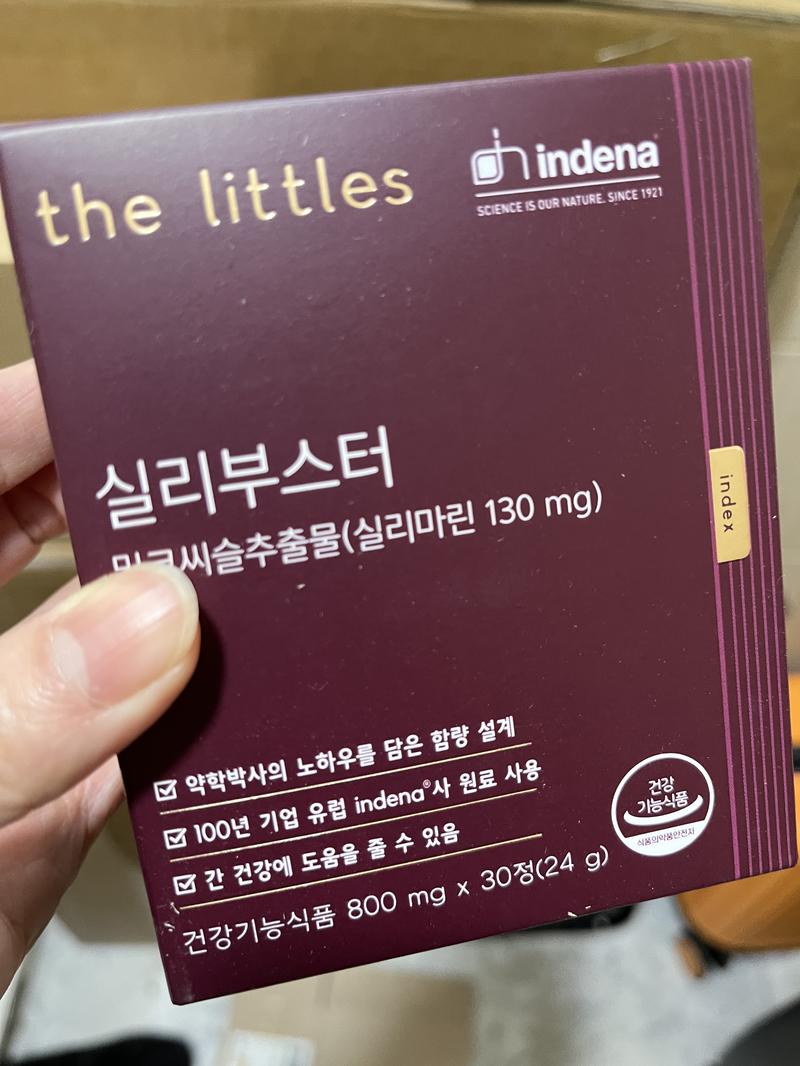 the littles
indena
SCIENCE IS OUR NATURE. SINCE 1921
실리부스터
씨슬추출물(실리마린 130 mg)
index
약학박사의 노하우를 담은 함량 설계
100년 기업 유럽 indena®사 원료 사용
간 건강에 도움을 줄 수 있음
건강기능식품 800 mg x 30정(24 g)
건강
기능식품
식품의약품안전처